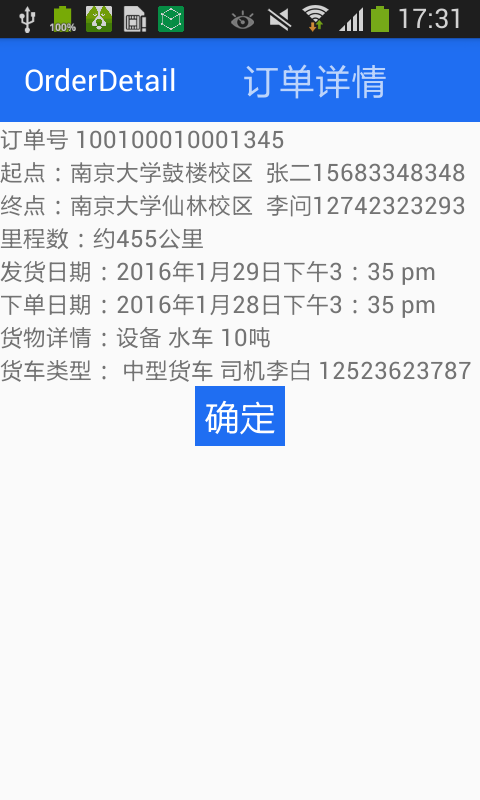 100%
17:31
OrderDetail 订单详情
订单号 100100010001345
起点：南京大学鼓楼校区 张二15683348348
终点：南京大学仙林校区 李问12742323293
里程数：约455公里
发货日期：2016年1月29日下午3：35 pm
下单日期：2016年1月28日下午3：35 pm
货物详情：设备 水车 10吨
货车类型： 中型货车 司机李白 12523623787
确定